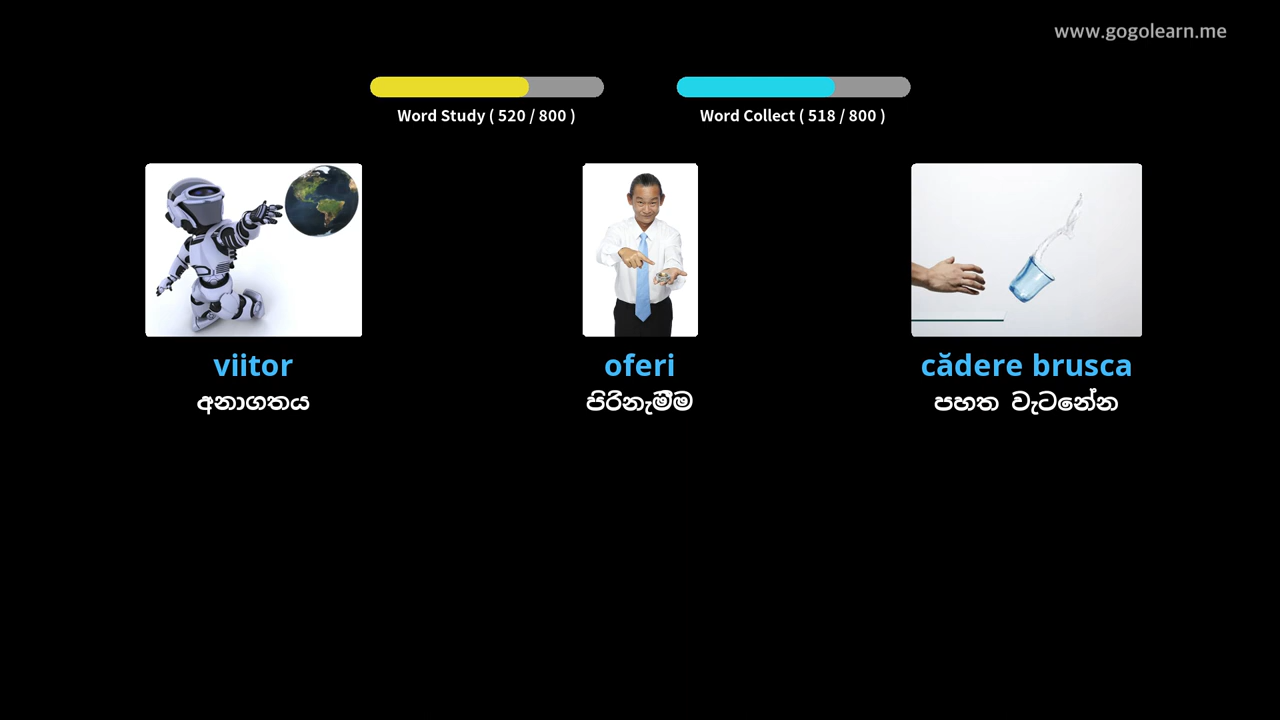 www.gogolearn.me
Word Study ( 520 / 800 )
Word Collect ( 518 / 800 )
viitor
oferi
cădere brusca
අනාගතය
පිරිනැමීම
පහත වැටෙන්න